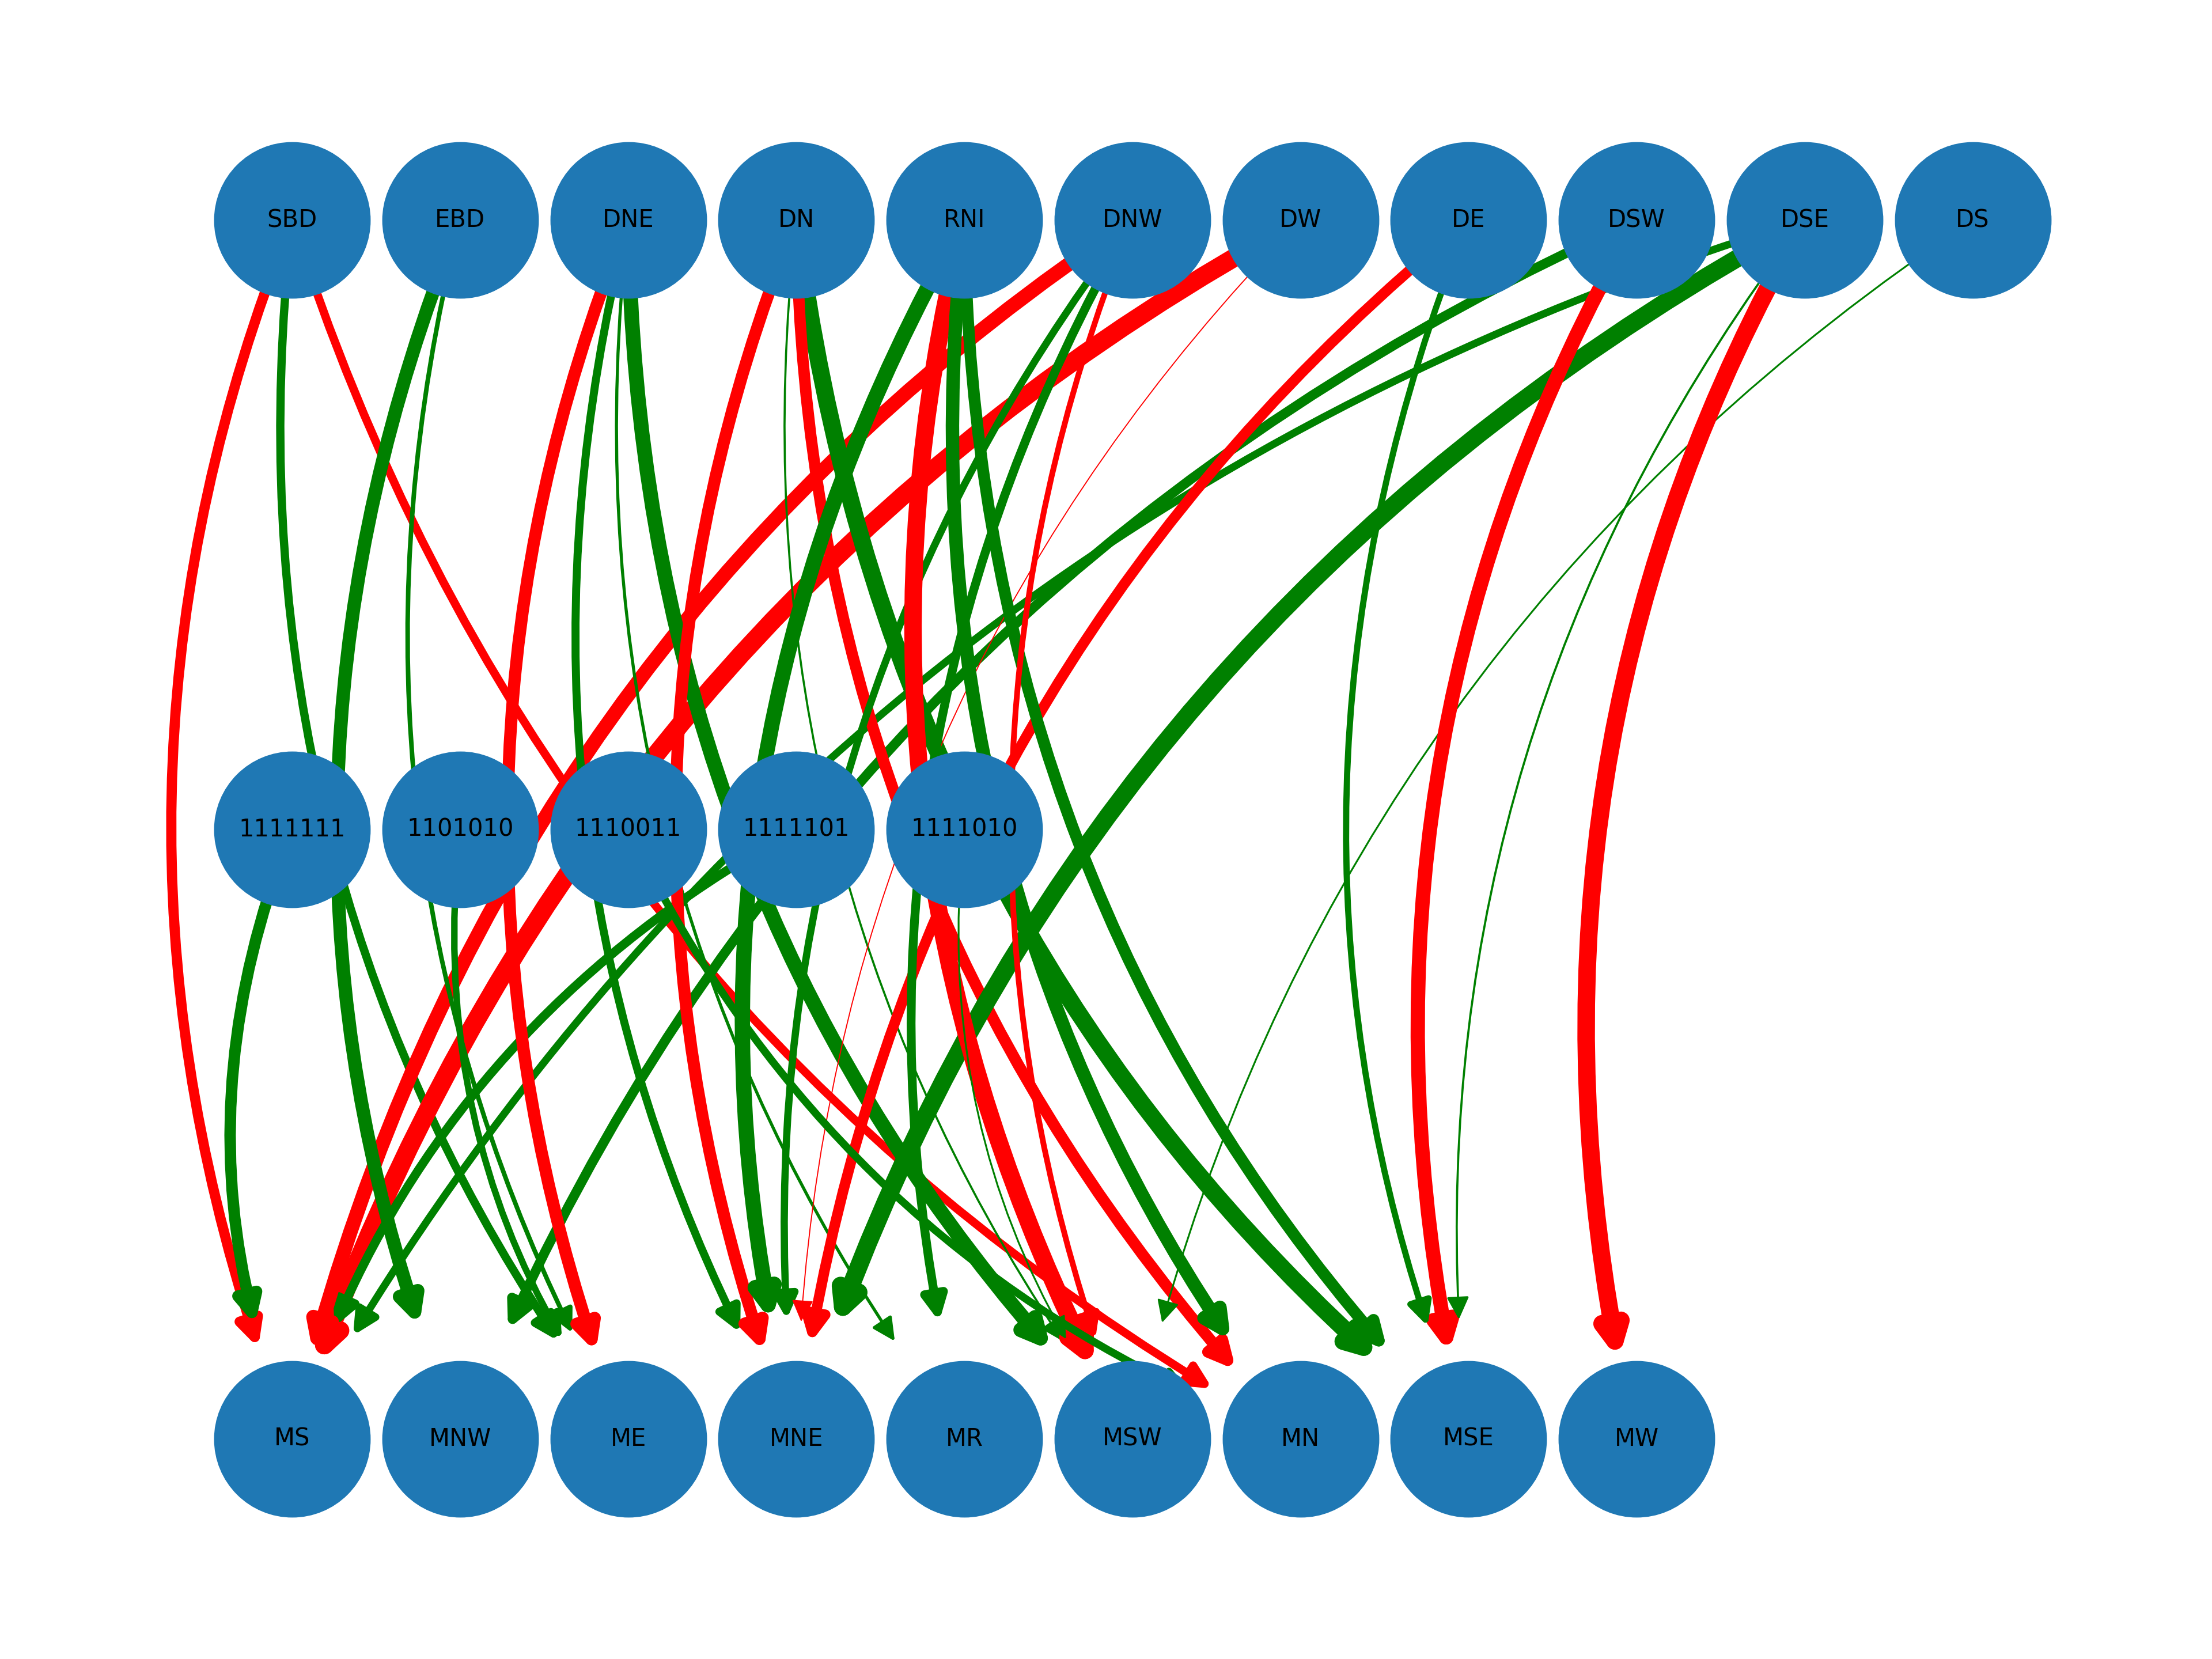 SBD EBD DNE DN RNI DNW DW DE DSW DSE DS
1111111 1101010 1110011 1111101 1111010
MS MNW ME MNE MR MSW MN MSE MW